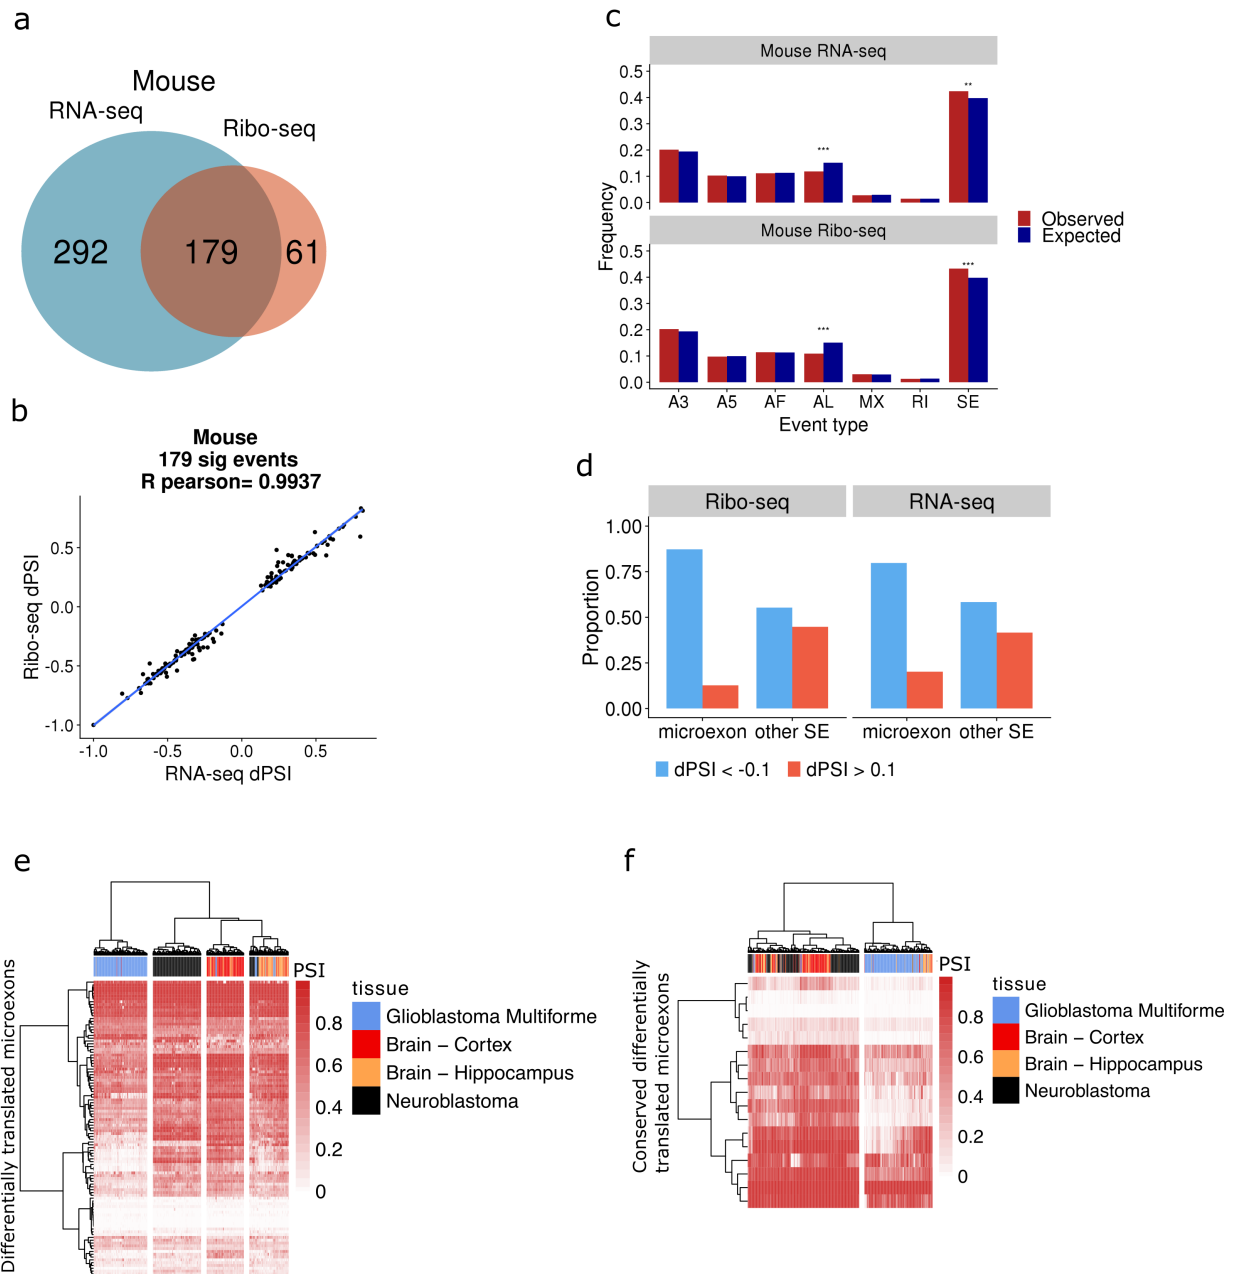 a
Mouse
RNA-seq
Ribo-seq
292
179
61
b
Mouse
179 sig events
R pearson= 0.9937
Ribo-seq dPSI
0.5
0.0
-0.5
-1.0
-1.0 -0.5 0.0 0.5
RNA-seq dPSI
c
Mouse RNA-seq
0.5
0.4
0.3
0.2
0.1
0.0
***
**
Frequency
Mouse Ribo-seq
0.5
0.4
0.3
0.2
0.1
0.0
***
***
A3 A5 AF AL MX RI SE
Event type
Observed
Expected
d
Ribo-seq
RNA-seq
Proportion
1.00
0.75
0.50
0.25
0.00
microexon other SE
microexon other SE
dPSI < -0.1
dPSI > 0.1
e
Differentially translated microexons
PSI
0.8
0.6
0.4
0.2
0
tissue
Glioblastoma Multiforme
Brain – Cortex
Brain – Hippocampus
Neuroblastoma
f
Conserved differentially
translated microexons
PSI
0.8
0.6
0.4
0.2
0
tissue
Glioblastoma Multiforme
Brain – Cortex
Brain – Hippocampus
Neuroblastoma